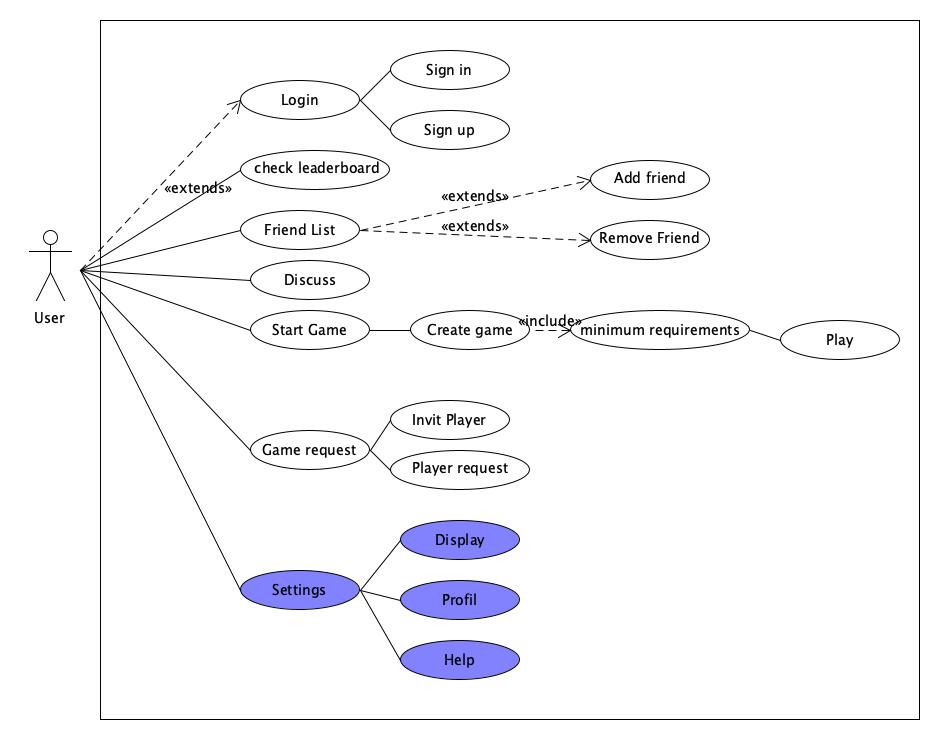 Sign in
Login
Sign up
«extends»
check leaderboard
Add friend
«extends»
Friend List
«extends»
Remove Friend
User
Discuss
Start Game
Create game
«include»
minimum requirements
Play
Invit Player
Game request
Player request
Display
Settings
Profil
Help